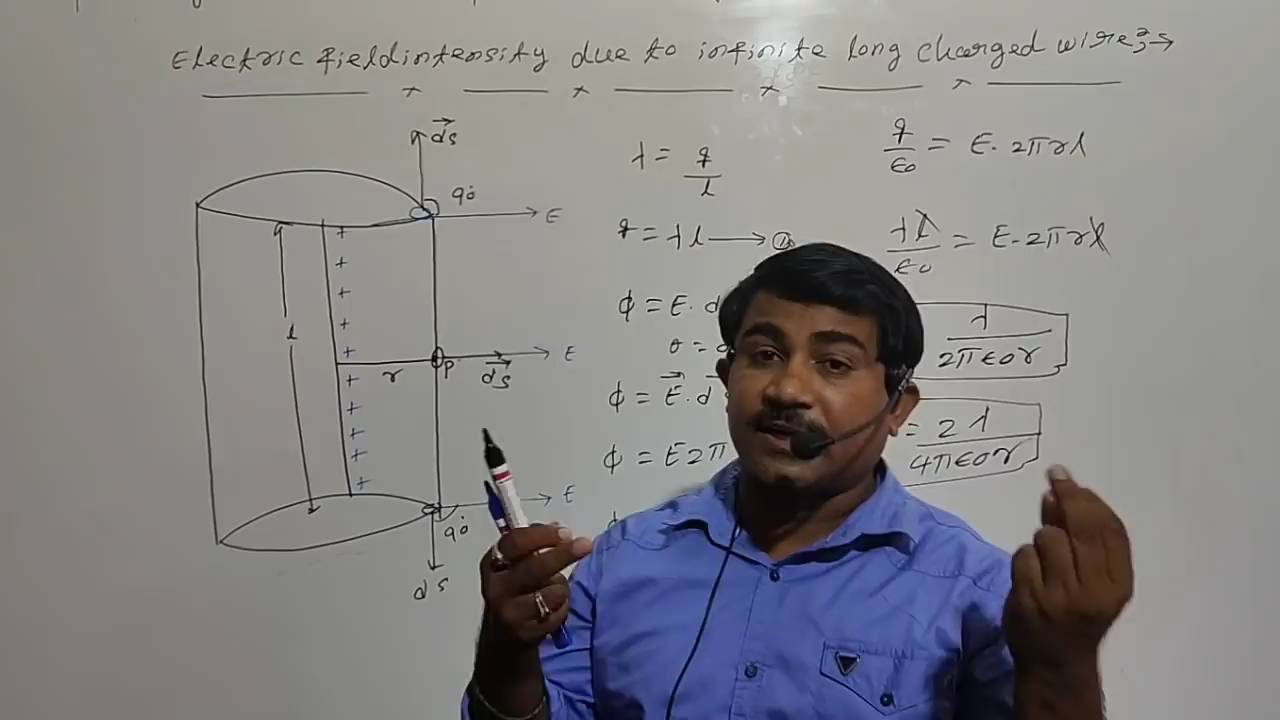 Electric field intensity due to infinite long charged wire :→
ds
90°
E
+
+
+
+
+
l
r
P
ds
E
+
+
+
+
+
E
90°
ds
λ = q/l
q = λl →
ϕ = E. d
θ =
ϕ = E. d
ϕ = E2π
q/ε0 = E. 2πrl
λl/ε0 = E. 2πrl
λ/2πε0r
= 2λ/4πε0r